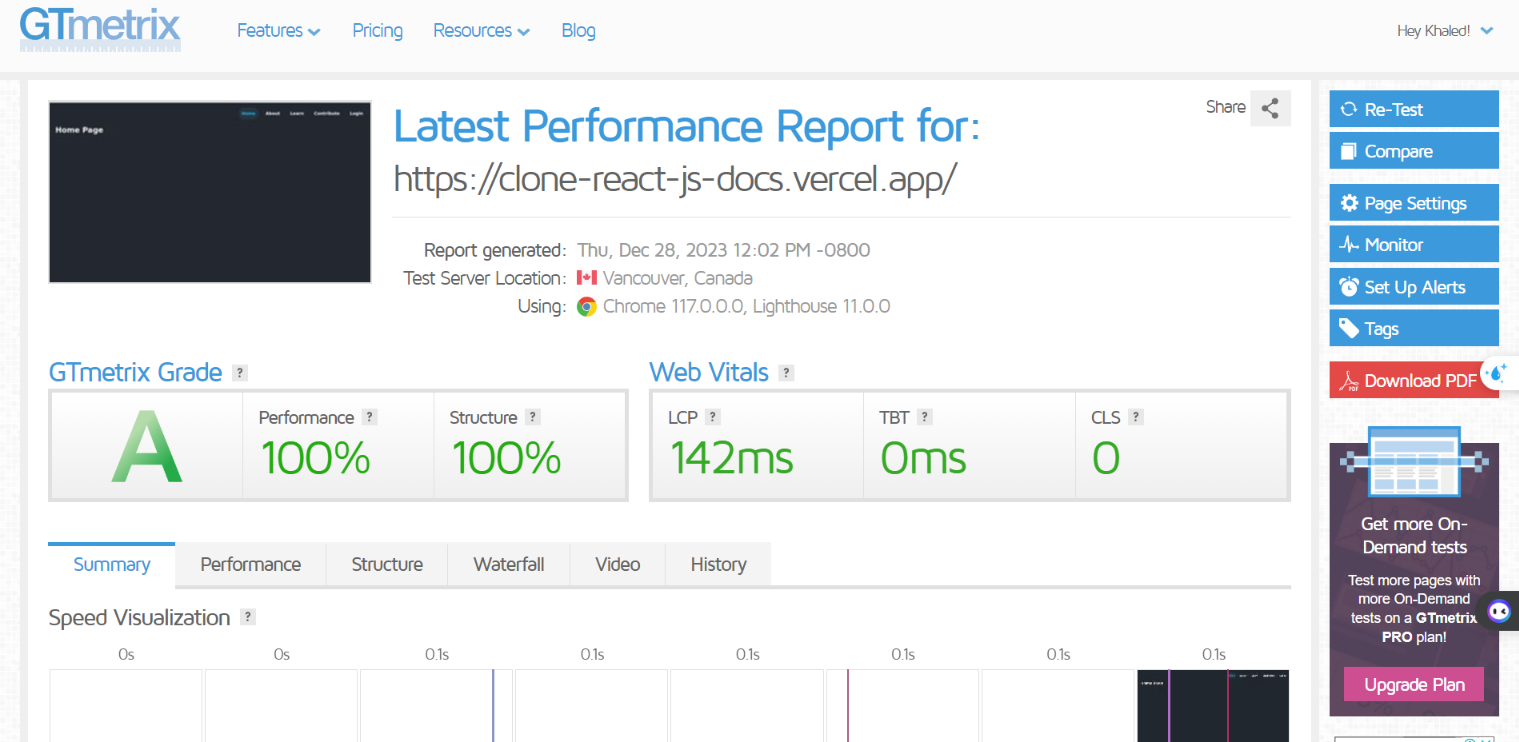 GTmetrix
Features
Pricing
Resources
Blog
Hey Khaled!
Home About Learn Contribute Login
Home Page
Latest Performance Report for:
https://clone-react-js-docs.vercel.app/
Share
Report generated: Thu, Dec 28, 2023 12:02 PM -0800
Test Server Location: Vancouver, Canada
Using: Chrome 117.0.0.0, Lighthouse 11.0.0
Re-Test
Compare
Page Settings
Monitor
Set Up Alerts
Tags
PDF Download PDF
GTmetrix Grade ?
A
Performance ?
100%
Structure ?
100%
Web Vitals ?
LCP ?
142ms
TBT ?
0ms
CLS ?
0
Summary
Performance
Structure
Waterfall
Video
History
Speed Visualization ?
0s
0s
0.1s
0.1s
0.1s
0.1s
0.1s
0.1s
Get more On-
Demand tests
Test more pages with
more On-Demand
tests on a GTmetrix
PRO plan!
Upgrade Plan